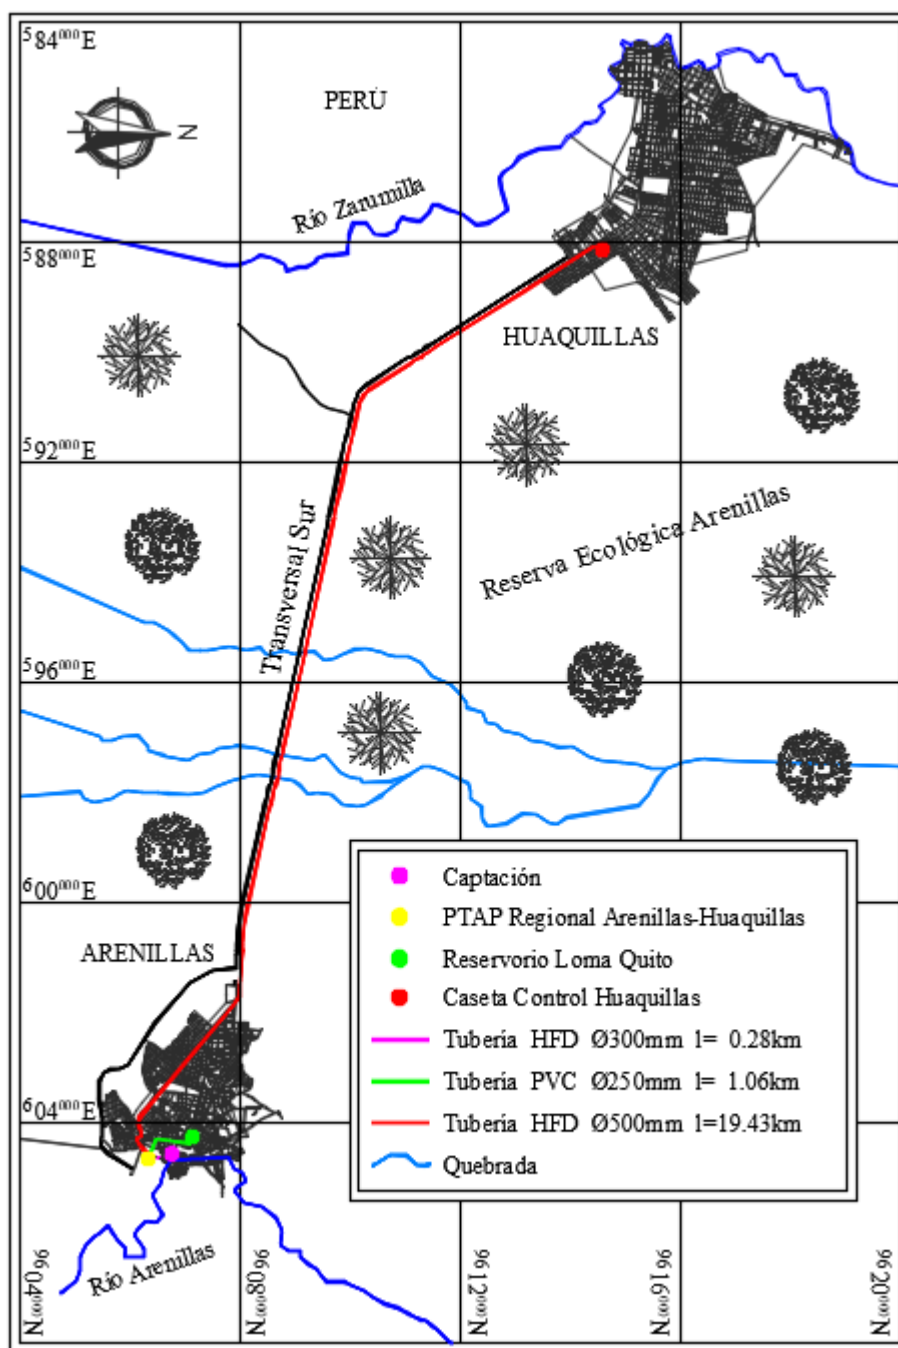 584000E
PERÚ
N
Río Zarumilla
588000E
HUAQUILLAS
592000E
Reserva Ecológica Arenillas
Transversal Sur
596000E
600000E
ARENILLAS
Captación
PTAP Regional Arenillas-Huaquillas
Reservorio Loma Quito
Caseta Control Huaquillas
Tubería HFD Ø300mm l= 0.28km
Tubería PVC Ø250mm l= 1.06km
Tubería HFD Ø500mm l=19.43km
Quebrada
604000E
Río Arenillas
9604000N
9608000N
9612000N
9616000N
9620000N